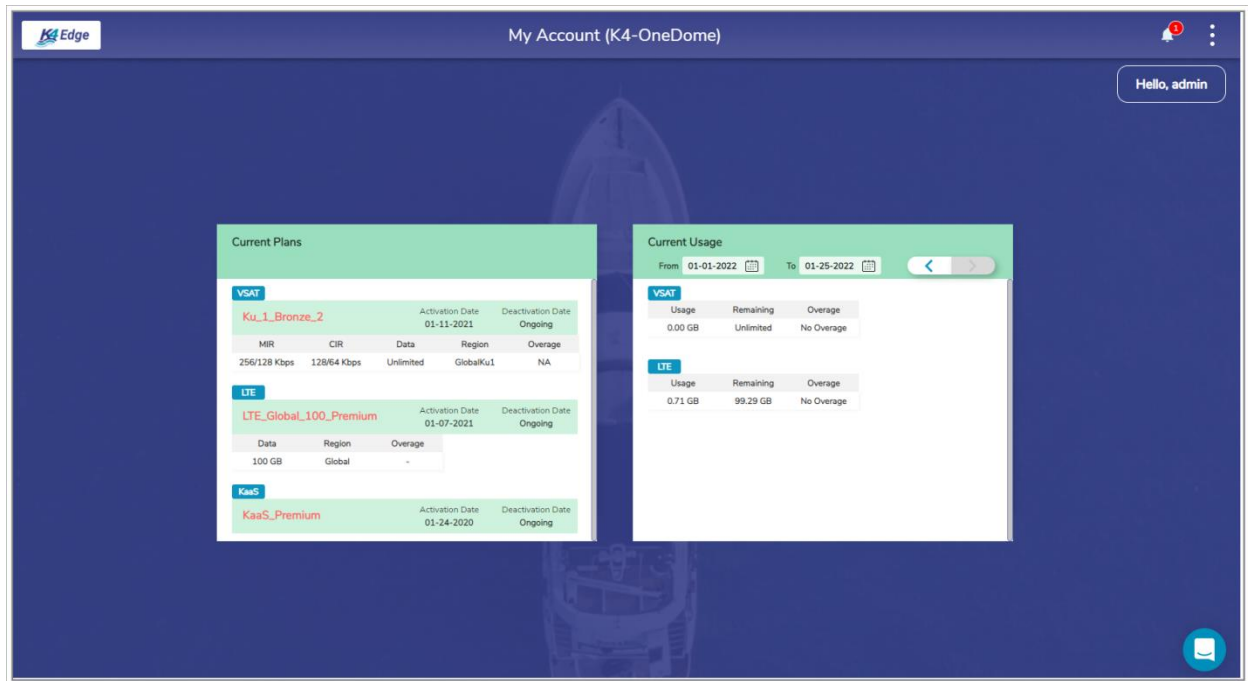 K4 Edge
My Account (K4-OneDome)
1
Hello, admin
Current Plans
VSAT
Ku_1_Bronze_2
Activation Date Deactivation Date
01-11-2021 Ongoing
MIR CIR Data Region Overage
256/128 Kbps 128/64 Kbps Unlimited GlobalKu1 NA
LTE
LTE_Global_100_Premium
Activation Date Deactivation Date
01-07-2021 Ongoing
Data Region Overage
100 GB Global -
KaaS
KaaS_Premium
Activation Date Deactivation Date
01-24-2020 Ongoing
Current Usage
From 01-01-2022 To 01-25-2022
VSAT
Usage Remaining Overage
0.00 GB Unlimited No Overage
LTE
Usage Remaining Overage
0.71 GB 99.29 GB No Overage